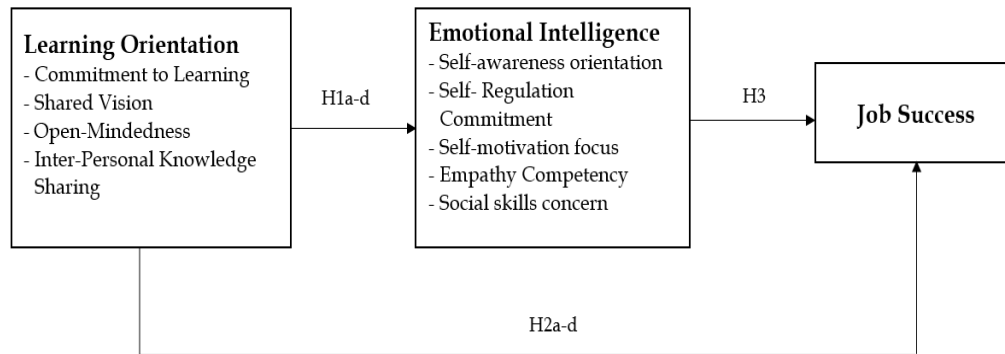 Learning Orientation
- Commitment to Learning
- Shared Vision
- Open-Mindedness
- Inter-Personal Knowledge
Sharing
H1a-d
Emotional Intelligence
- Self-awareness orientation
- Self- Regulation
Commitment
- Self-motivation focus
- Empathy Competency
- Social skills concern
H3
Job Success
H2a-d